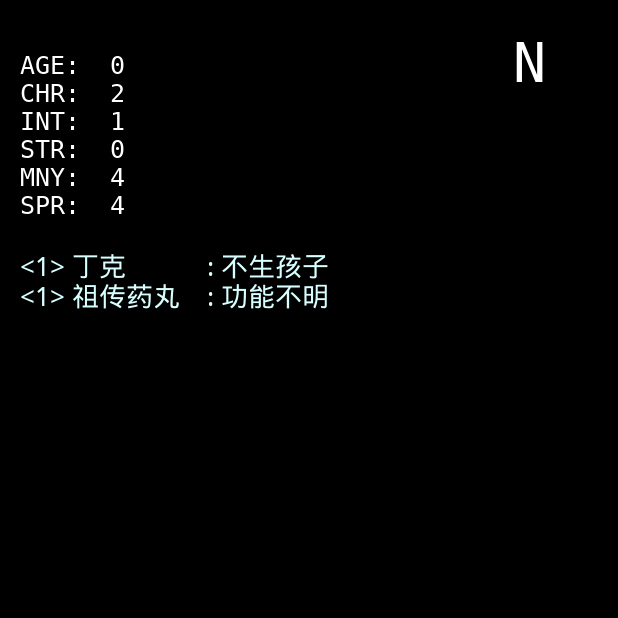 N
AGE: 0
CHR: 2
INT: 1
STR: 0
MNY: 4
SPR: 4
<1> 丁克 : 不生孩子
<1> 祖传药丸 : 功能不明